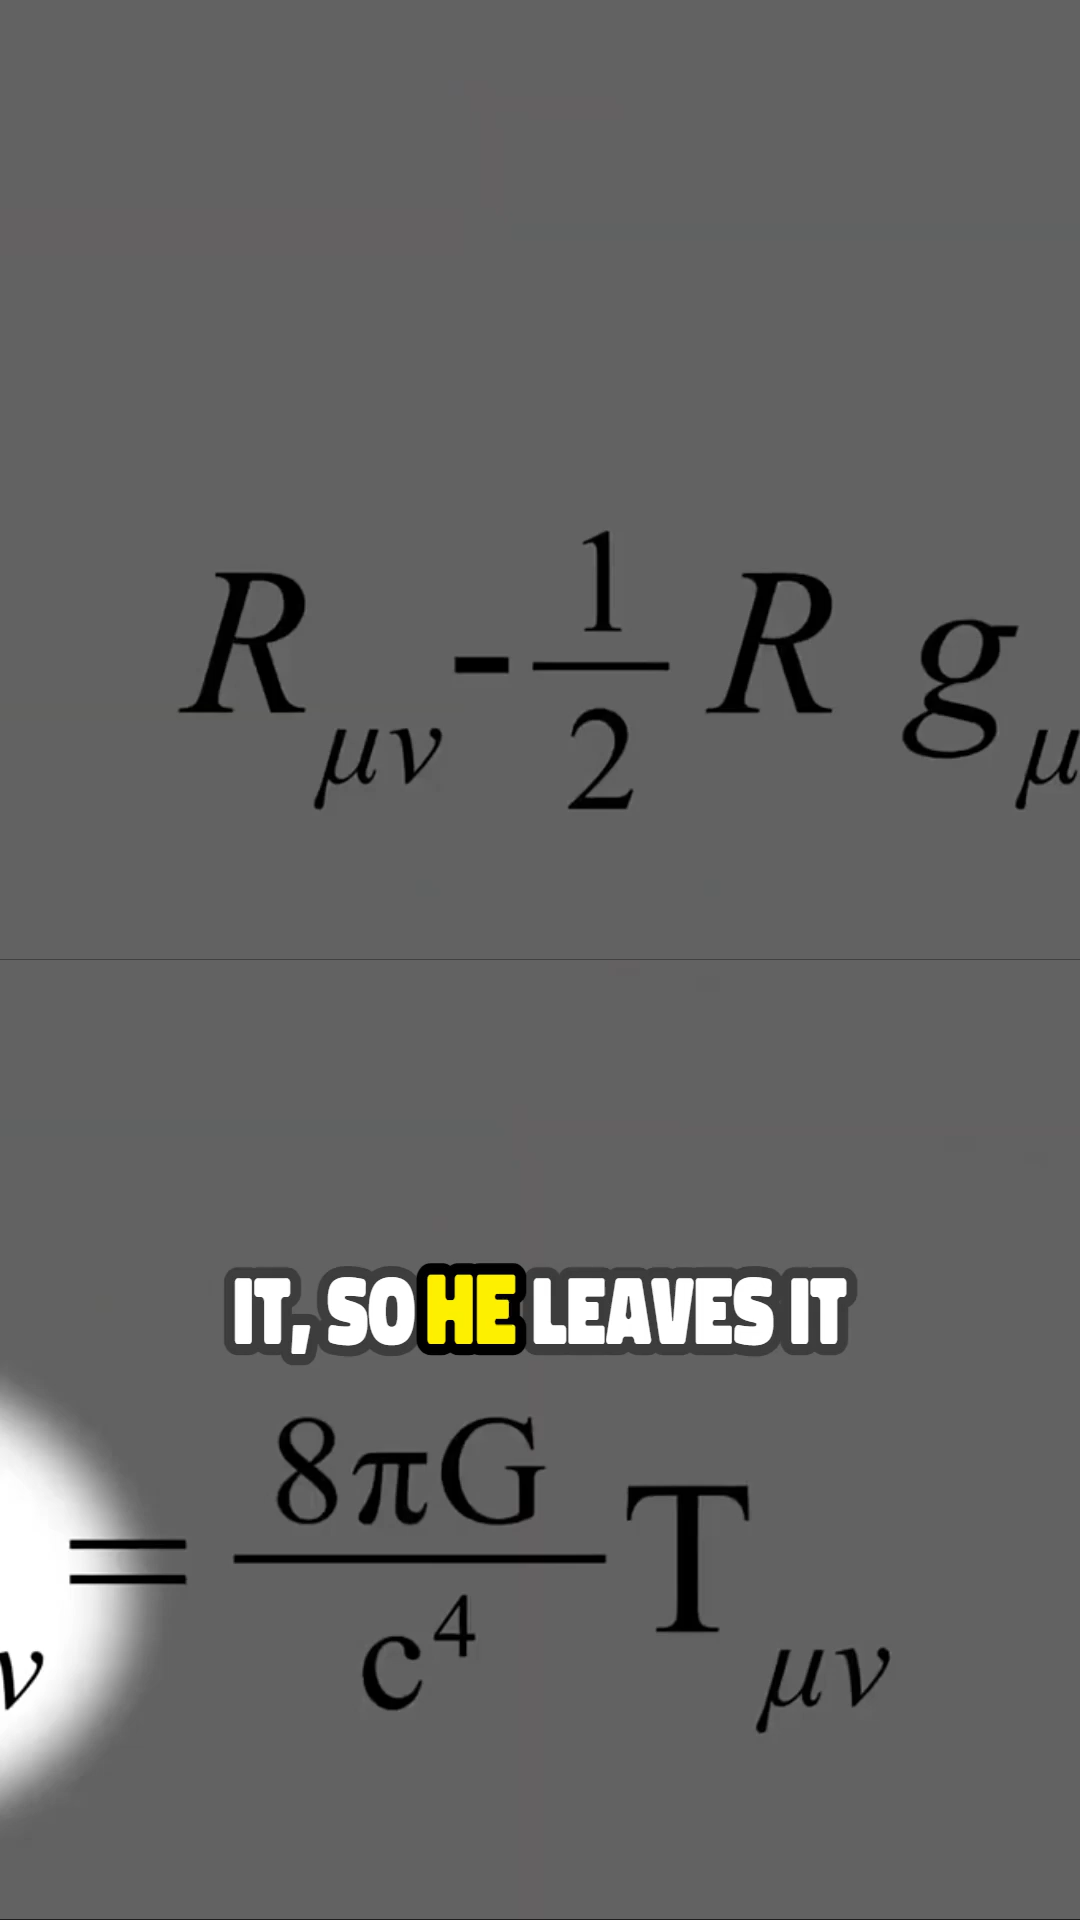 R_μν - 1/2 R g_μ
IT, SO HE LEAVES IT
ν = 8πG/c⁴ T_μν